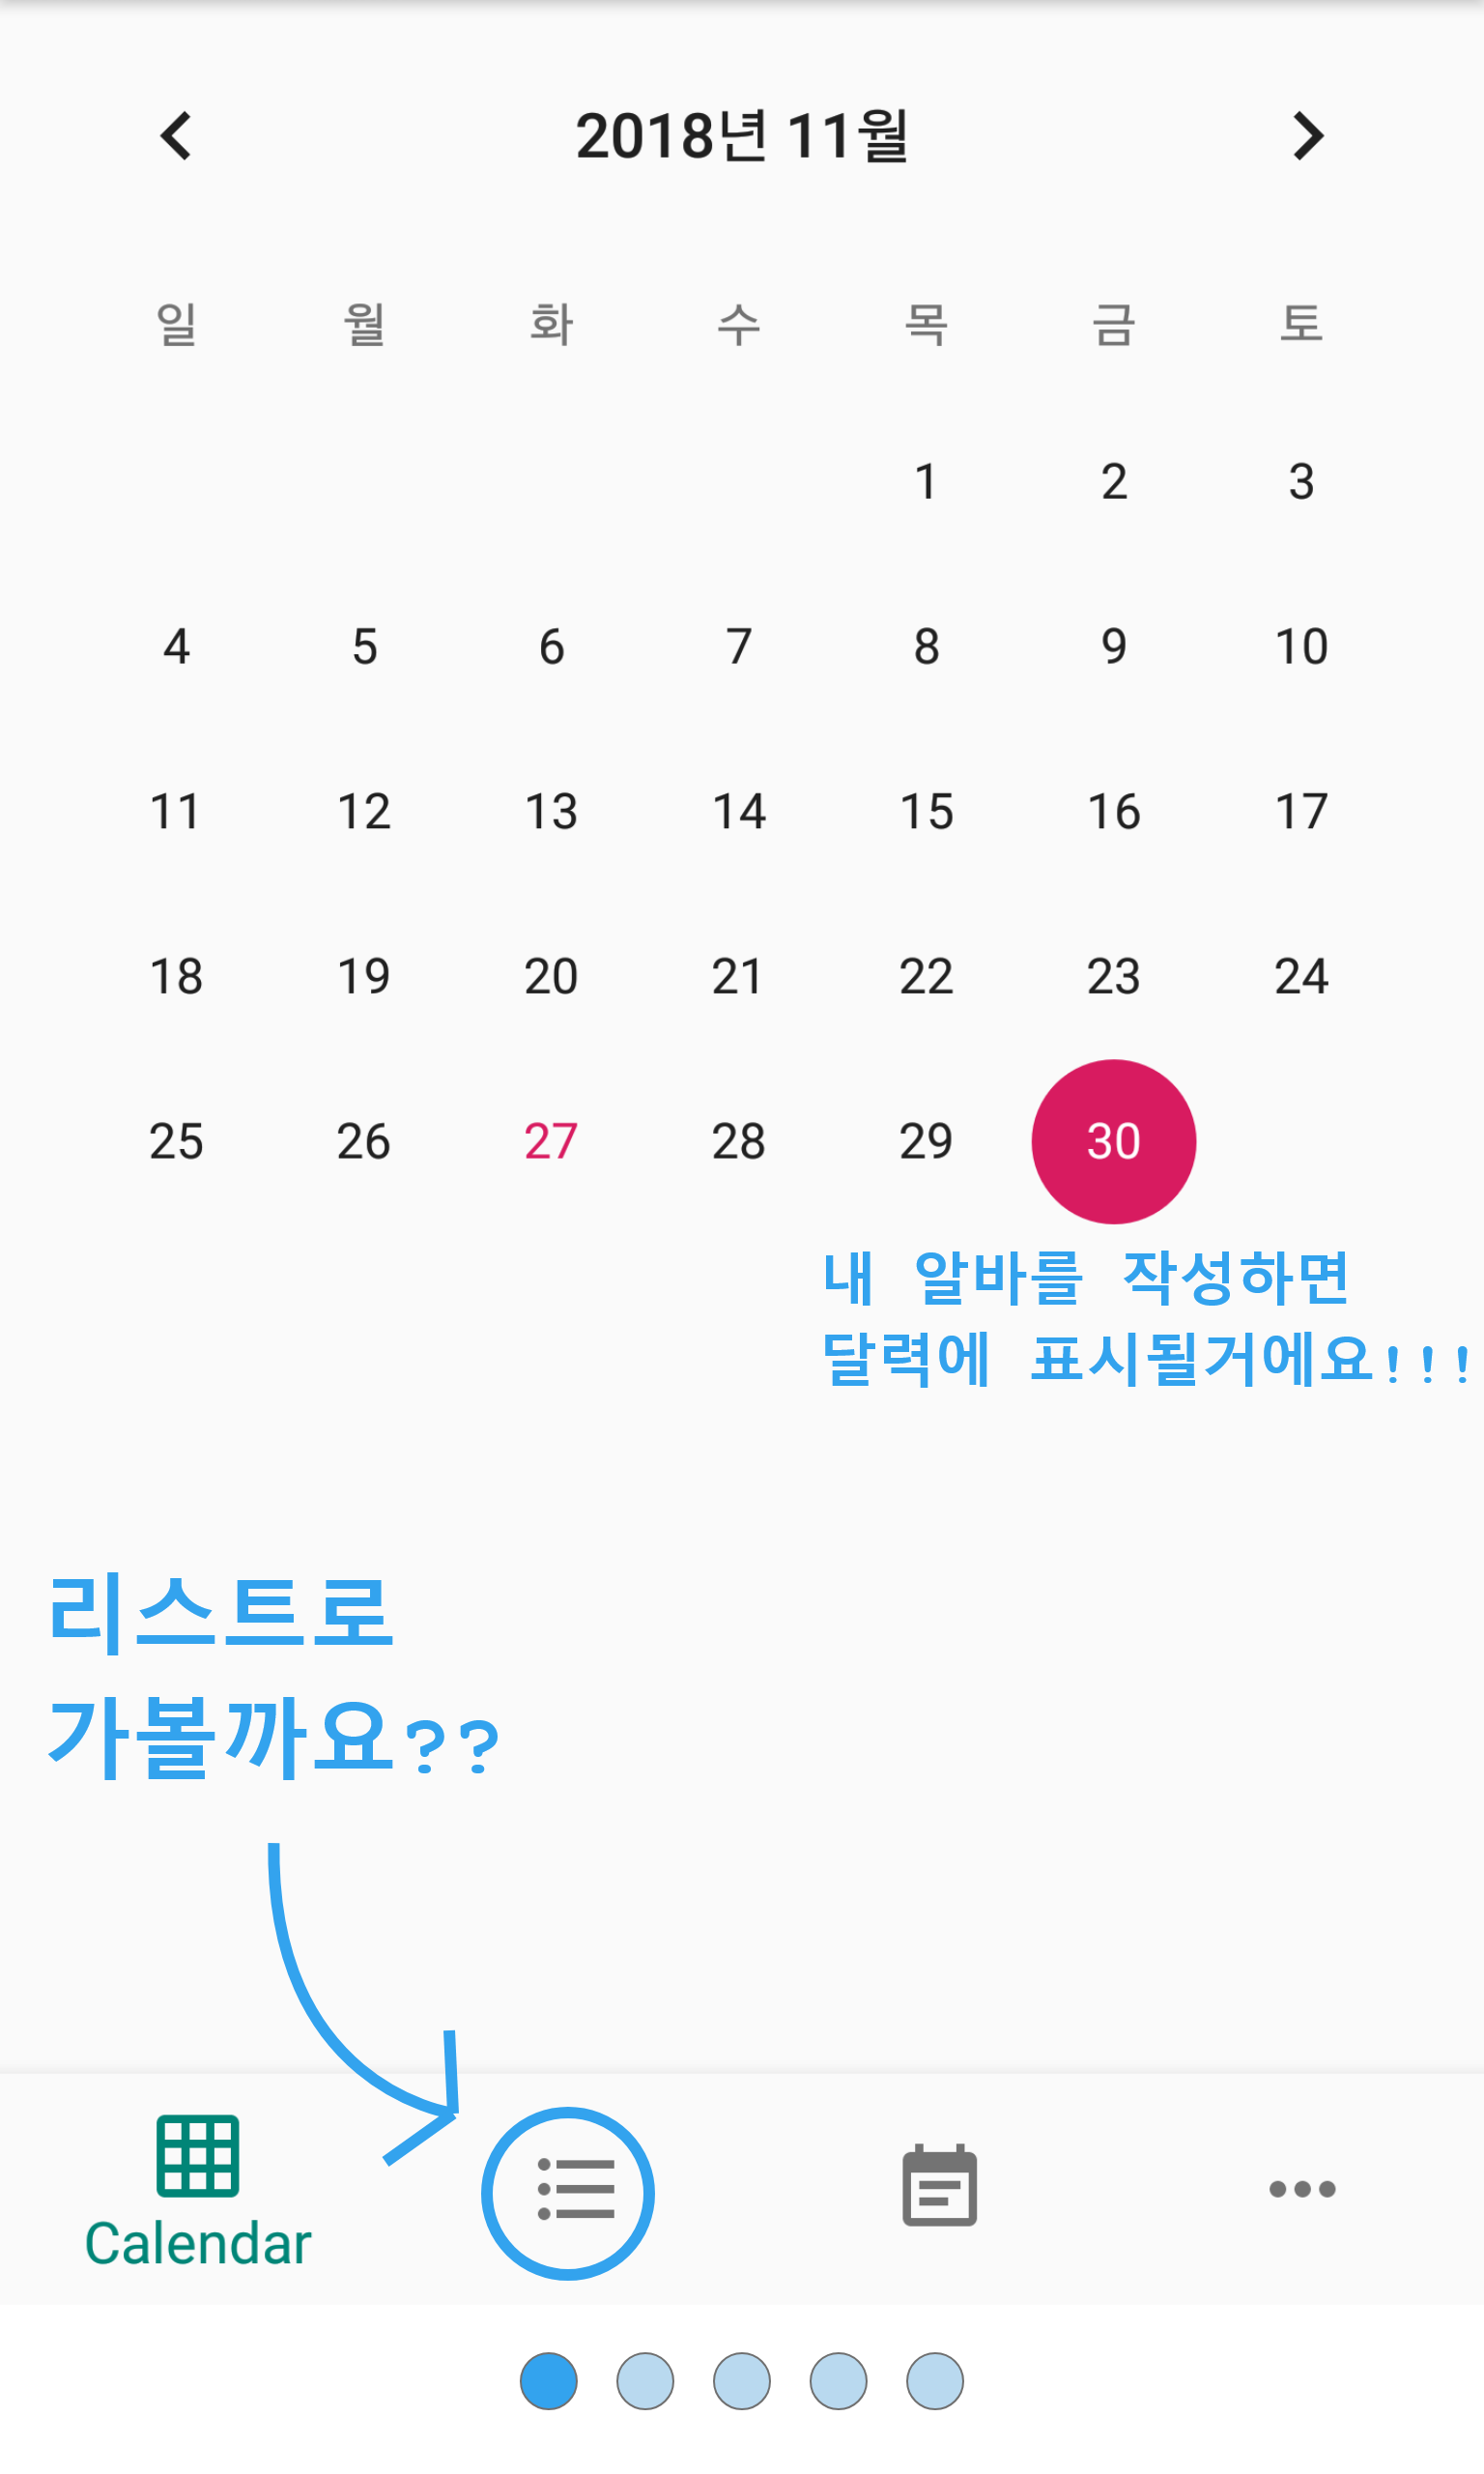 2018년 11월
일 월 화 수 목 금 토
1 2 3
4 5 6 7 8 9 10
11 12 13 14 15 16 17
18 19 20 21 22 23 24
25 26 27 28 29 30
내 알바를 작성하면
달력에 표시될거에요!!!
리스트로
가볼까요??
Calendar